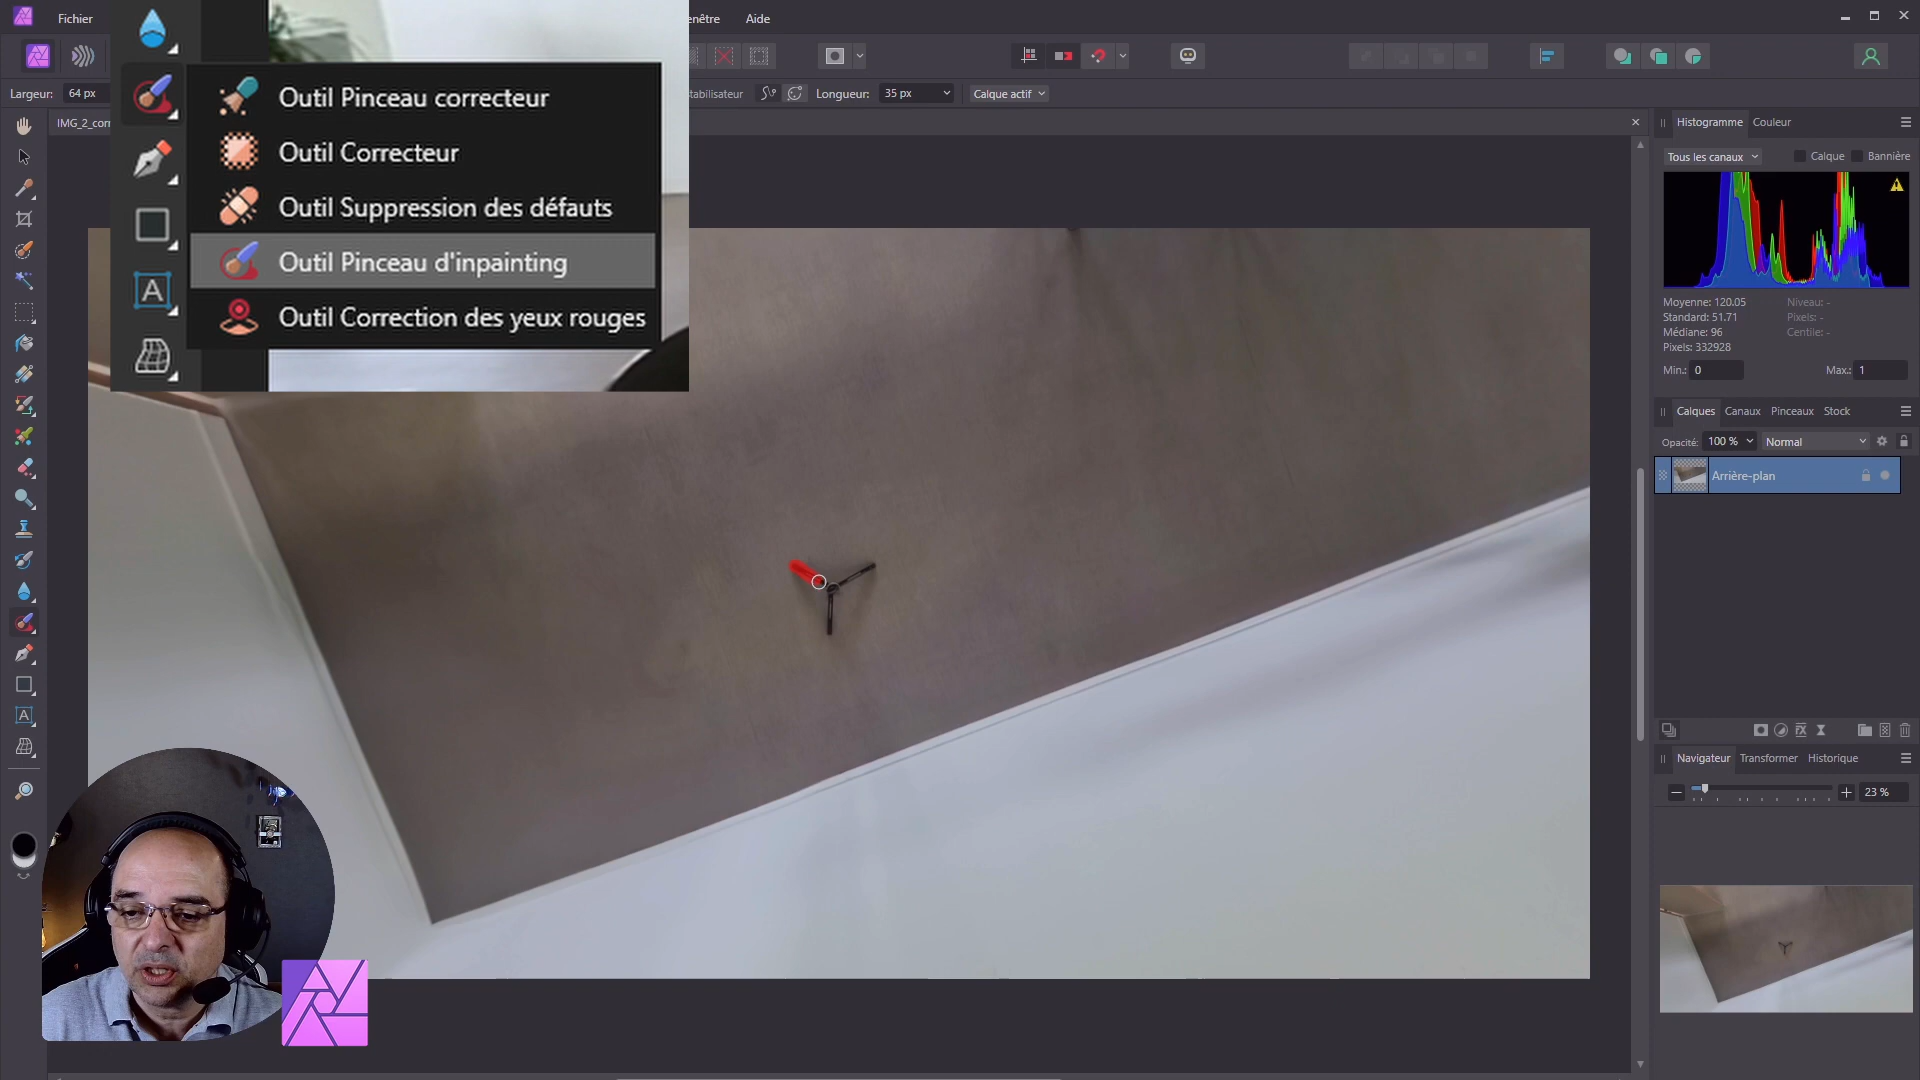 Fichier
enêtre
Aide
Largeur:
64 px
tabilisateur
Longueur:
35 px
Calque actif
IMG_2_corr
Outil Pinceau correcteur
Outil Correcteur
Outil Suppression des défauts
Outil Pinceau d'inpainting
Outil Correction des yeux rouges
A
A
Histogramme
Couleur
Tous les canaux
Calque
Bannière
Moyenne: 120.05
Niveau: -
Standard: 51.71
Pixels: -
Médiane: 96
Centile: -
Pixels: 332928
Min.: 0
Max.: 1
Calques
Canaux
Pinceaux
Stock
Opacité: 100 %
Normal
Arrière-plan
fx
Navigateur
Transformer
Historique
23 %